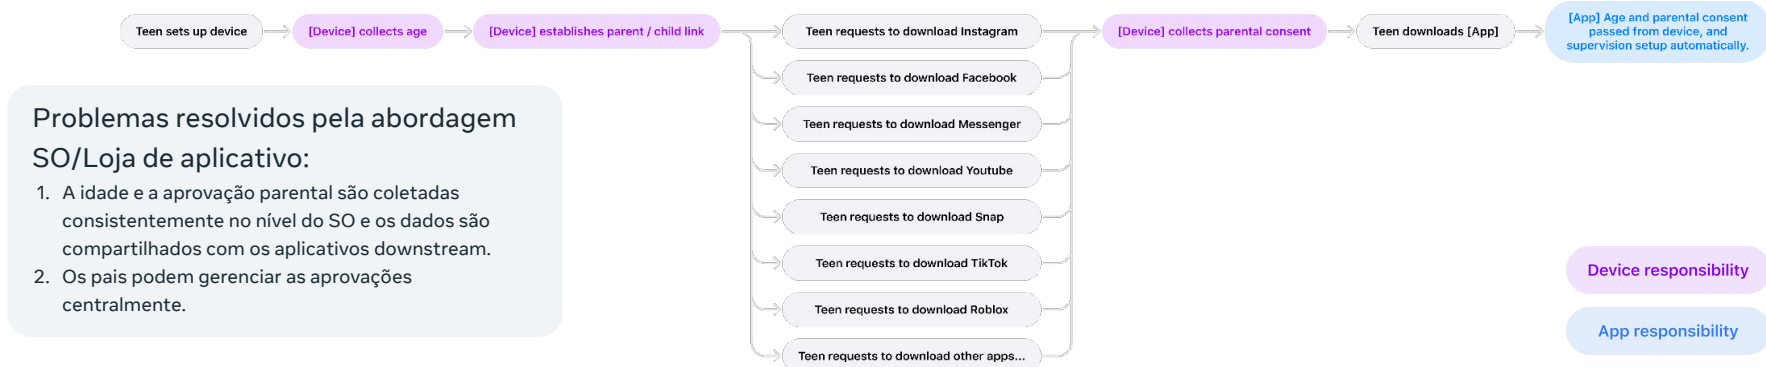 Teen sets up device
[Device] collects age
[Device] establishes parent / child link
Teen requests to download Instagram
Teen requests to download Facebook
Teen requests to download Messenger
Teen requests to download Youtube
Teen requests to download Snap
Teen requests to download TikTok
Teen requests to download Roblox
Teen requests to download other apps...
[Device] collects parental consent
Teen downloads [App]
[App] Age and parental consent
passed from device, and
supervision setup automatically.
Problemas resolvidos pela abordagem
SO/Loja de aplicativo:
1. A idade e a aprovação parental são coletadas
consistentemente no nível do SO e os dados são
compartilhados com os aplicativos downstream.
2. Os pais podem gerenciar as aprovações
centralmente.
Device responsibility
App responsibility